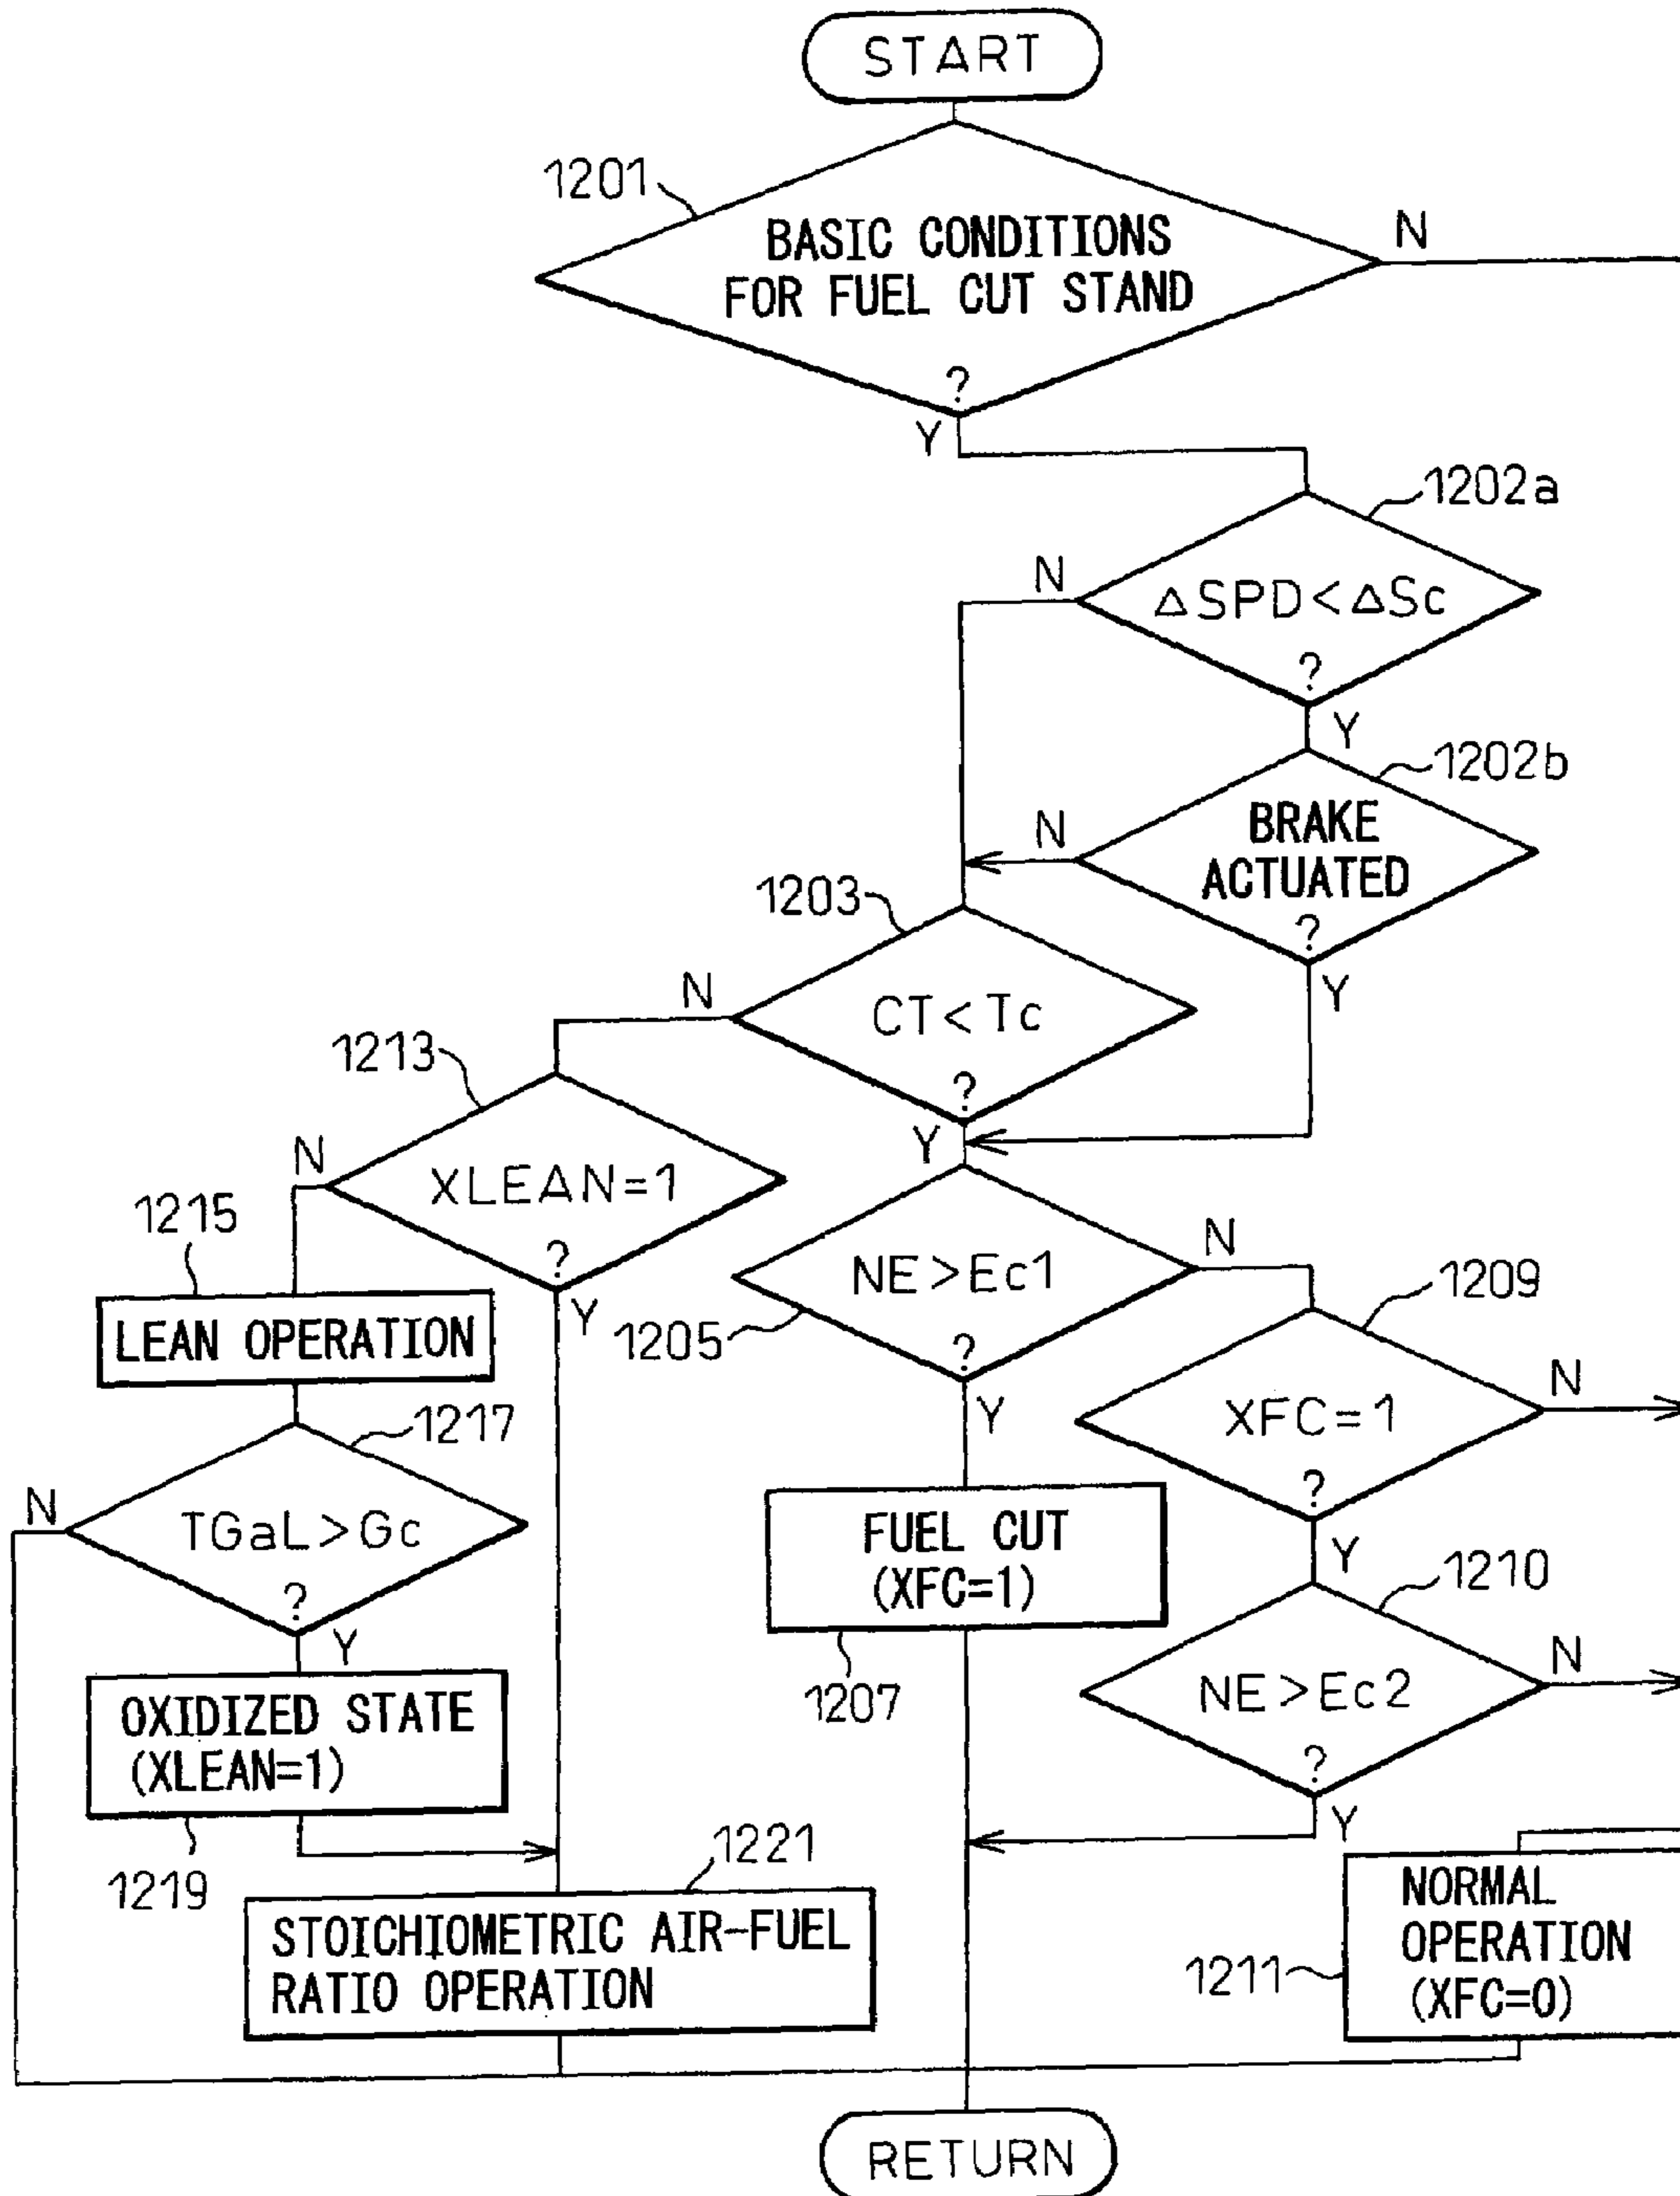 START
1201
BASIC CONDITIONS
FOR FUEL CUT STAND
?
N
Y
1202a
ΔSPD<ΔSc
?
N
Y
1202b
BRAKE
ACTUATED
?
N
Y
1203
CT<Tc
?
N
Y
1213
XLEAN=1
?
N
Y
1205
NE>Ec1
?
N
Y
1215
LEAN OPERATION
1209
XFC=1
?
N
Y
1217
TGaL>Gc
?
N
Y
FUEL CUT
(XFC=1)
1207
1210
NE>Ec2
?
N
Y
OXIDIZED STATE
(XLEAN=1)
1219
1221
STOICHIOMETRIC AIR-FUEL
RATIO OPERATION
1211
NORMAL
OPERATION
(XFC=0)
RETURN